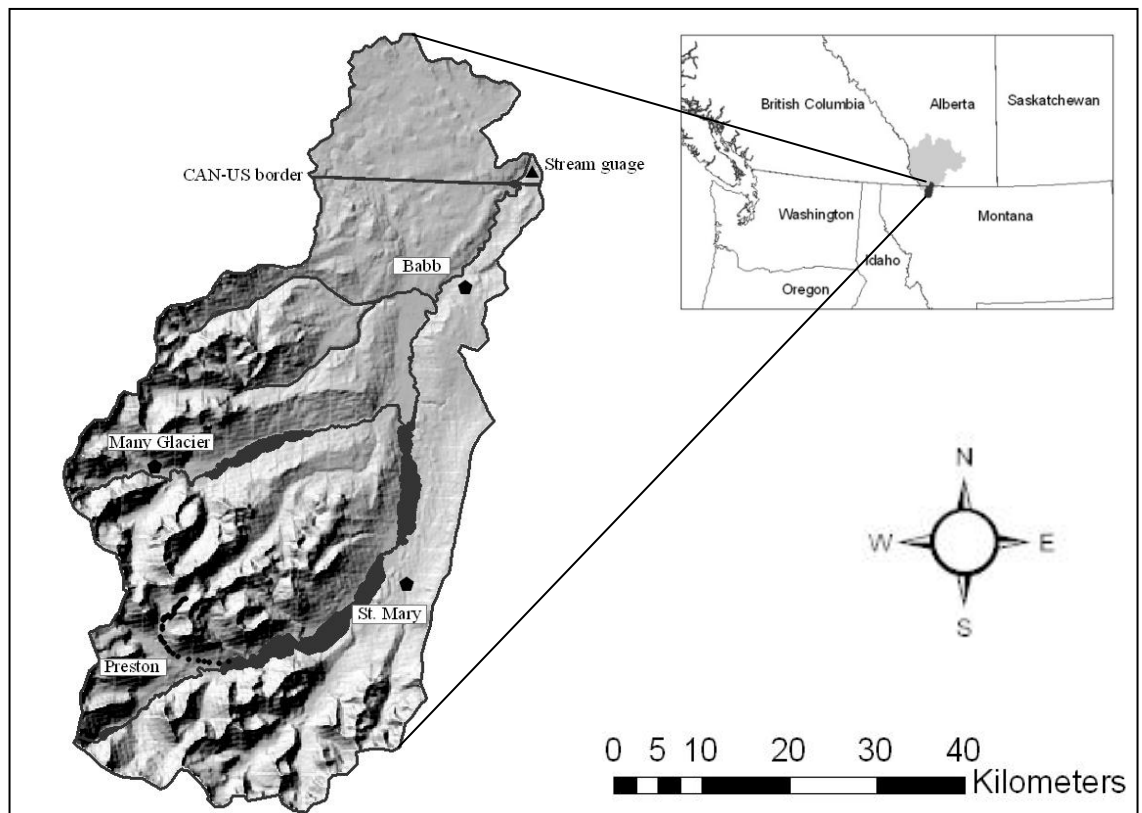 British Columbia
Alberta
Saskatchewan
Washington
Montana
Idaho
Oregon
Stream guage
CAN-US border
Babb
Many Glacier
St. Mary
Preston
N
W E
S
0 5 10 20 30 40
Kilometers